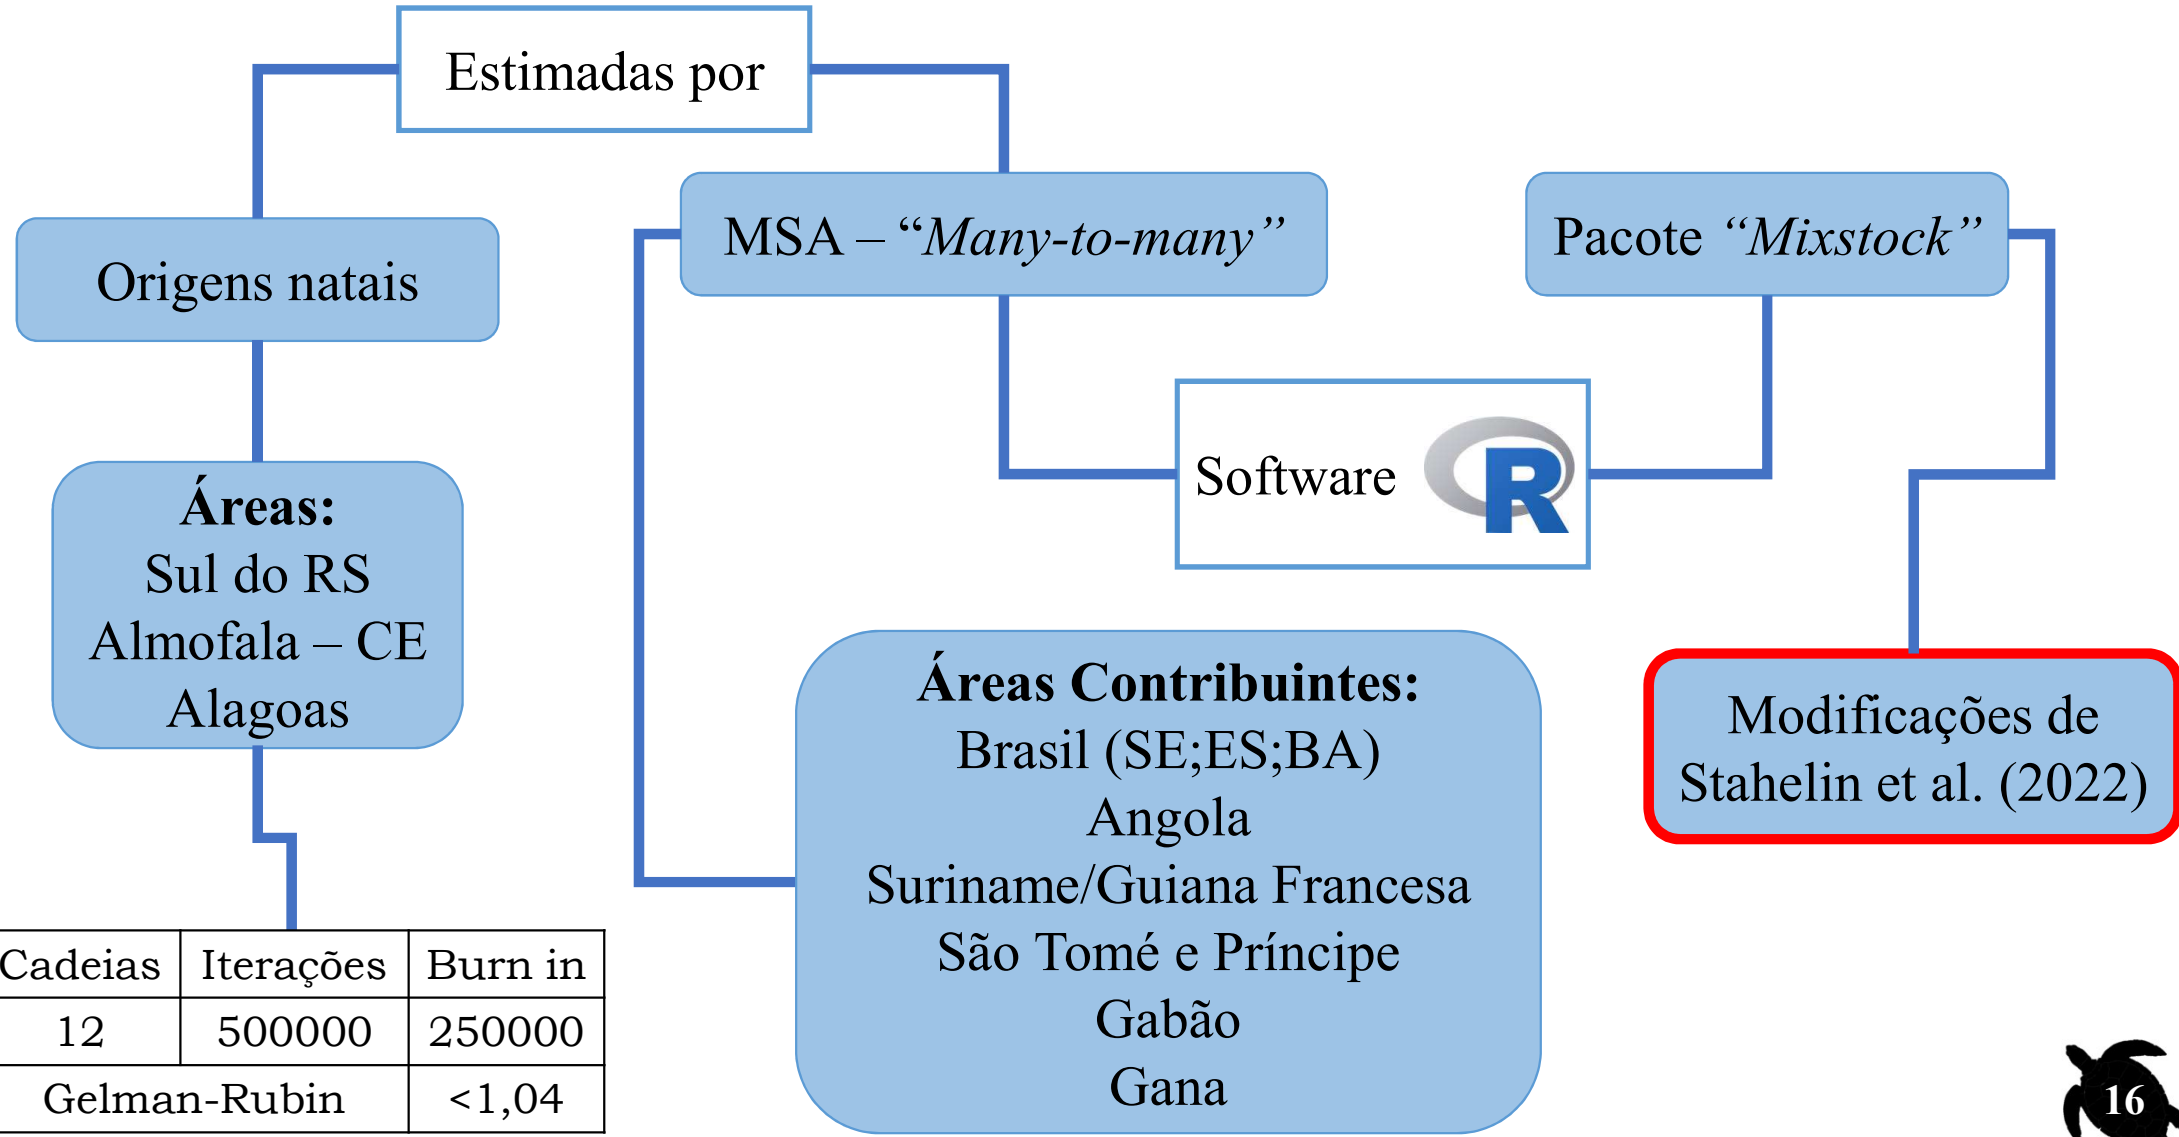 Estimadas por
Origens natais
MSA – “Many-to-many”
Pacote “Mixstock”
Software R
Áreas:
Sul do RS
Almofala – CE
Alagoas
Áreas Contribuintes:
Brasil (SE;ES;BA)
Angola
Suriname/Guiana Francesa
São Tomé e Príncipe
Gabão
Gana
Modificações de
Stahelin et al. (2022)
Cadeias Iterações Burn in
12 500000 250000
Gelman-Rubin <1,04
16